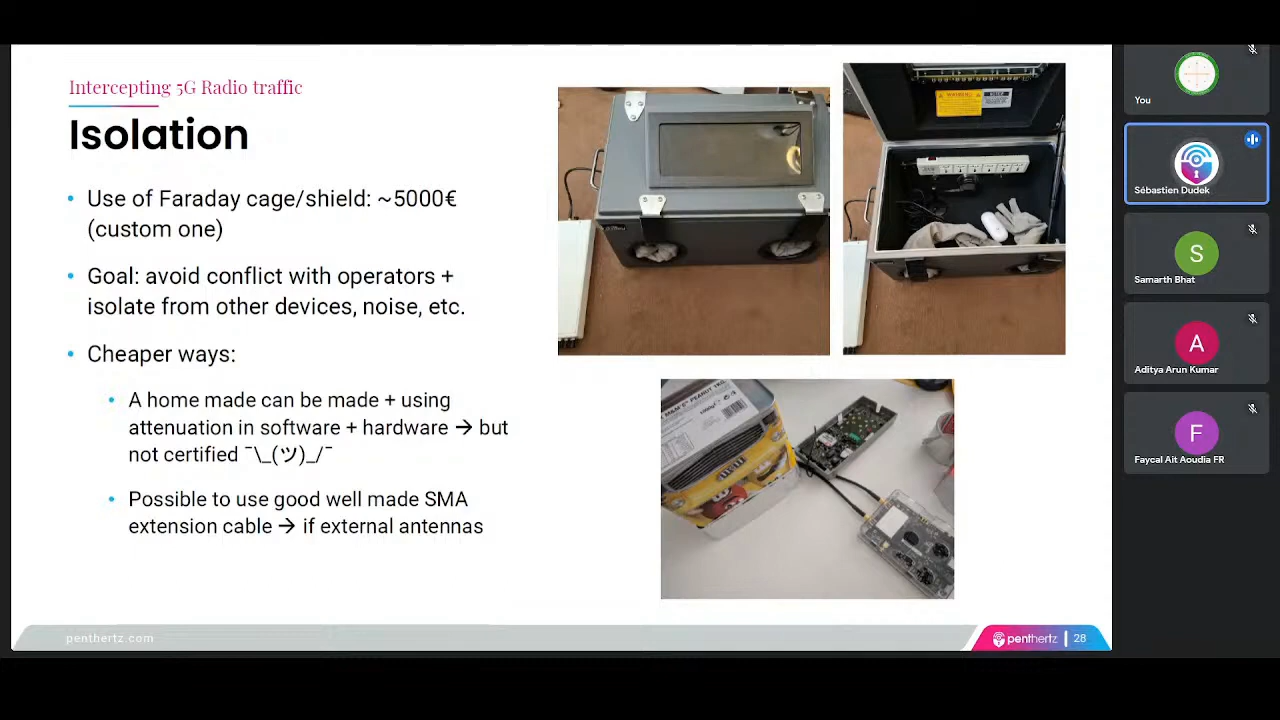 Intercepting 5G Radio traffic
Isolation
• Use of Faraday cage/shield: ~5000€
(custom one)
• Goal: avoid conflict with operators +
isolate from other devices, noise, etc.
• Cheaper ways:
• A home made can be made + using
attenuation in software + hardware → but
not certified ¯\_(ツ)_/¯
• Possible to use good well made SMA
extension cable → if external antennas
penthertz.com
penthertz
28
You
Sébastien Dudek
S
Samarth Bhat
A
Aditya Arun Kumar
F
Faycal Ait Aoudia FR